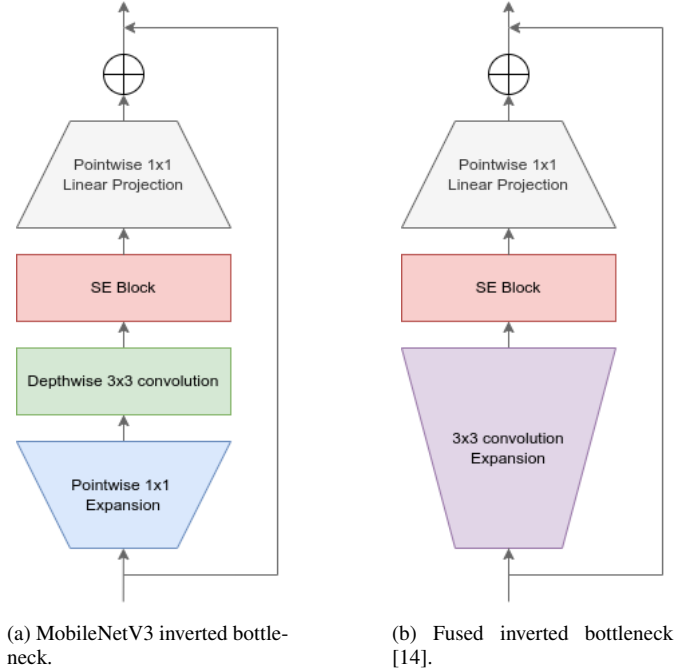 Pointwise 1x1
Linear Projection
SE Block
Depthwise 3x3 convolution
Pointwise 1x1
Expansion
(a) MobileNetV3 inverted bottle-
neck.
Pointwise 1x1
Linear Projection
SE Block
3x3 convolution
Expansion
(b) Fused inverted bottleneck
[14].